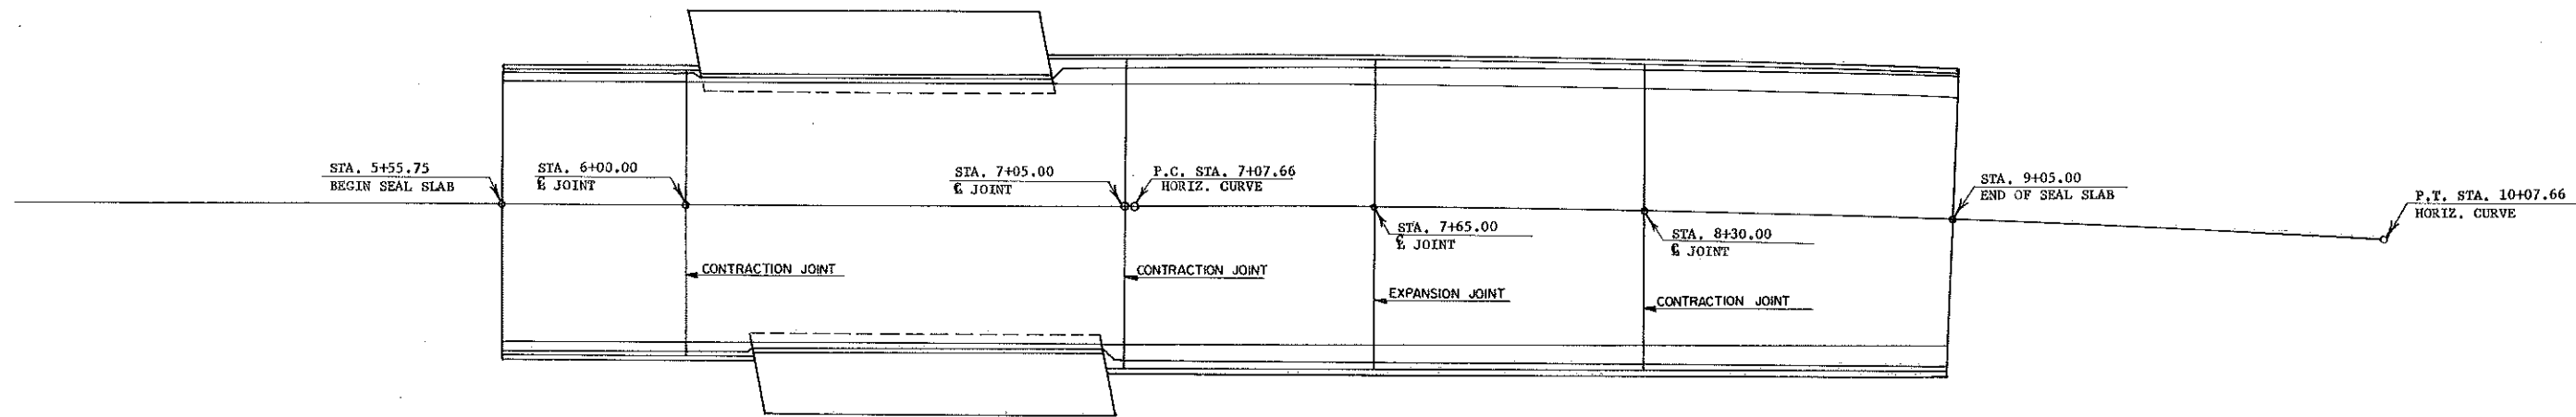 STA. 5+55.75
BEGIN SEAL SLAB
STA. 6+00.00
℄ JOINT
STA. 7+05.00
℄ JOINT
P.C. STA. 7+07.66
HORIZ. CURVE
STA. 7+65.00
℄ JOINT
STA. 8+30.00
℄ JOINT
STA. 9+05.00
END OF SEAL SLAB
P.T. STA. 10+07.66
HORIZ. CURVE
CONTRACTION JOINT
CONTRACTION JOINT
EXPANSION JOINT
CONTRACTION JOINT